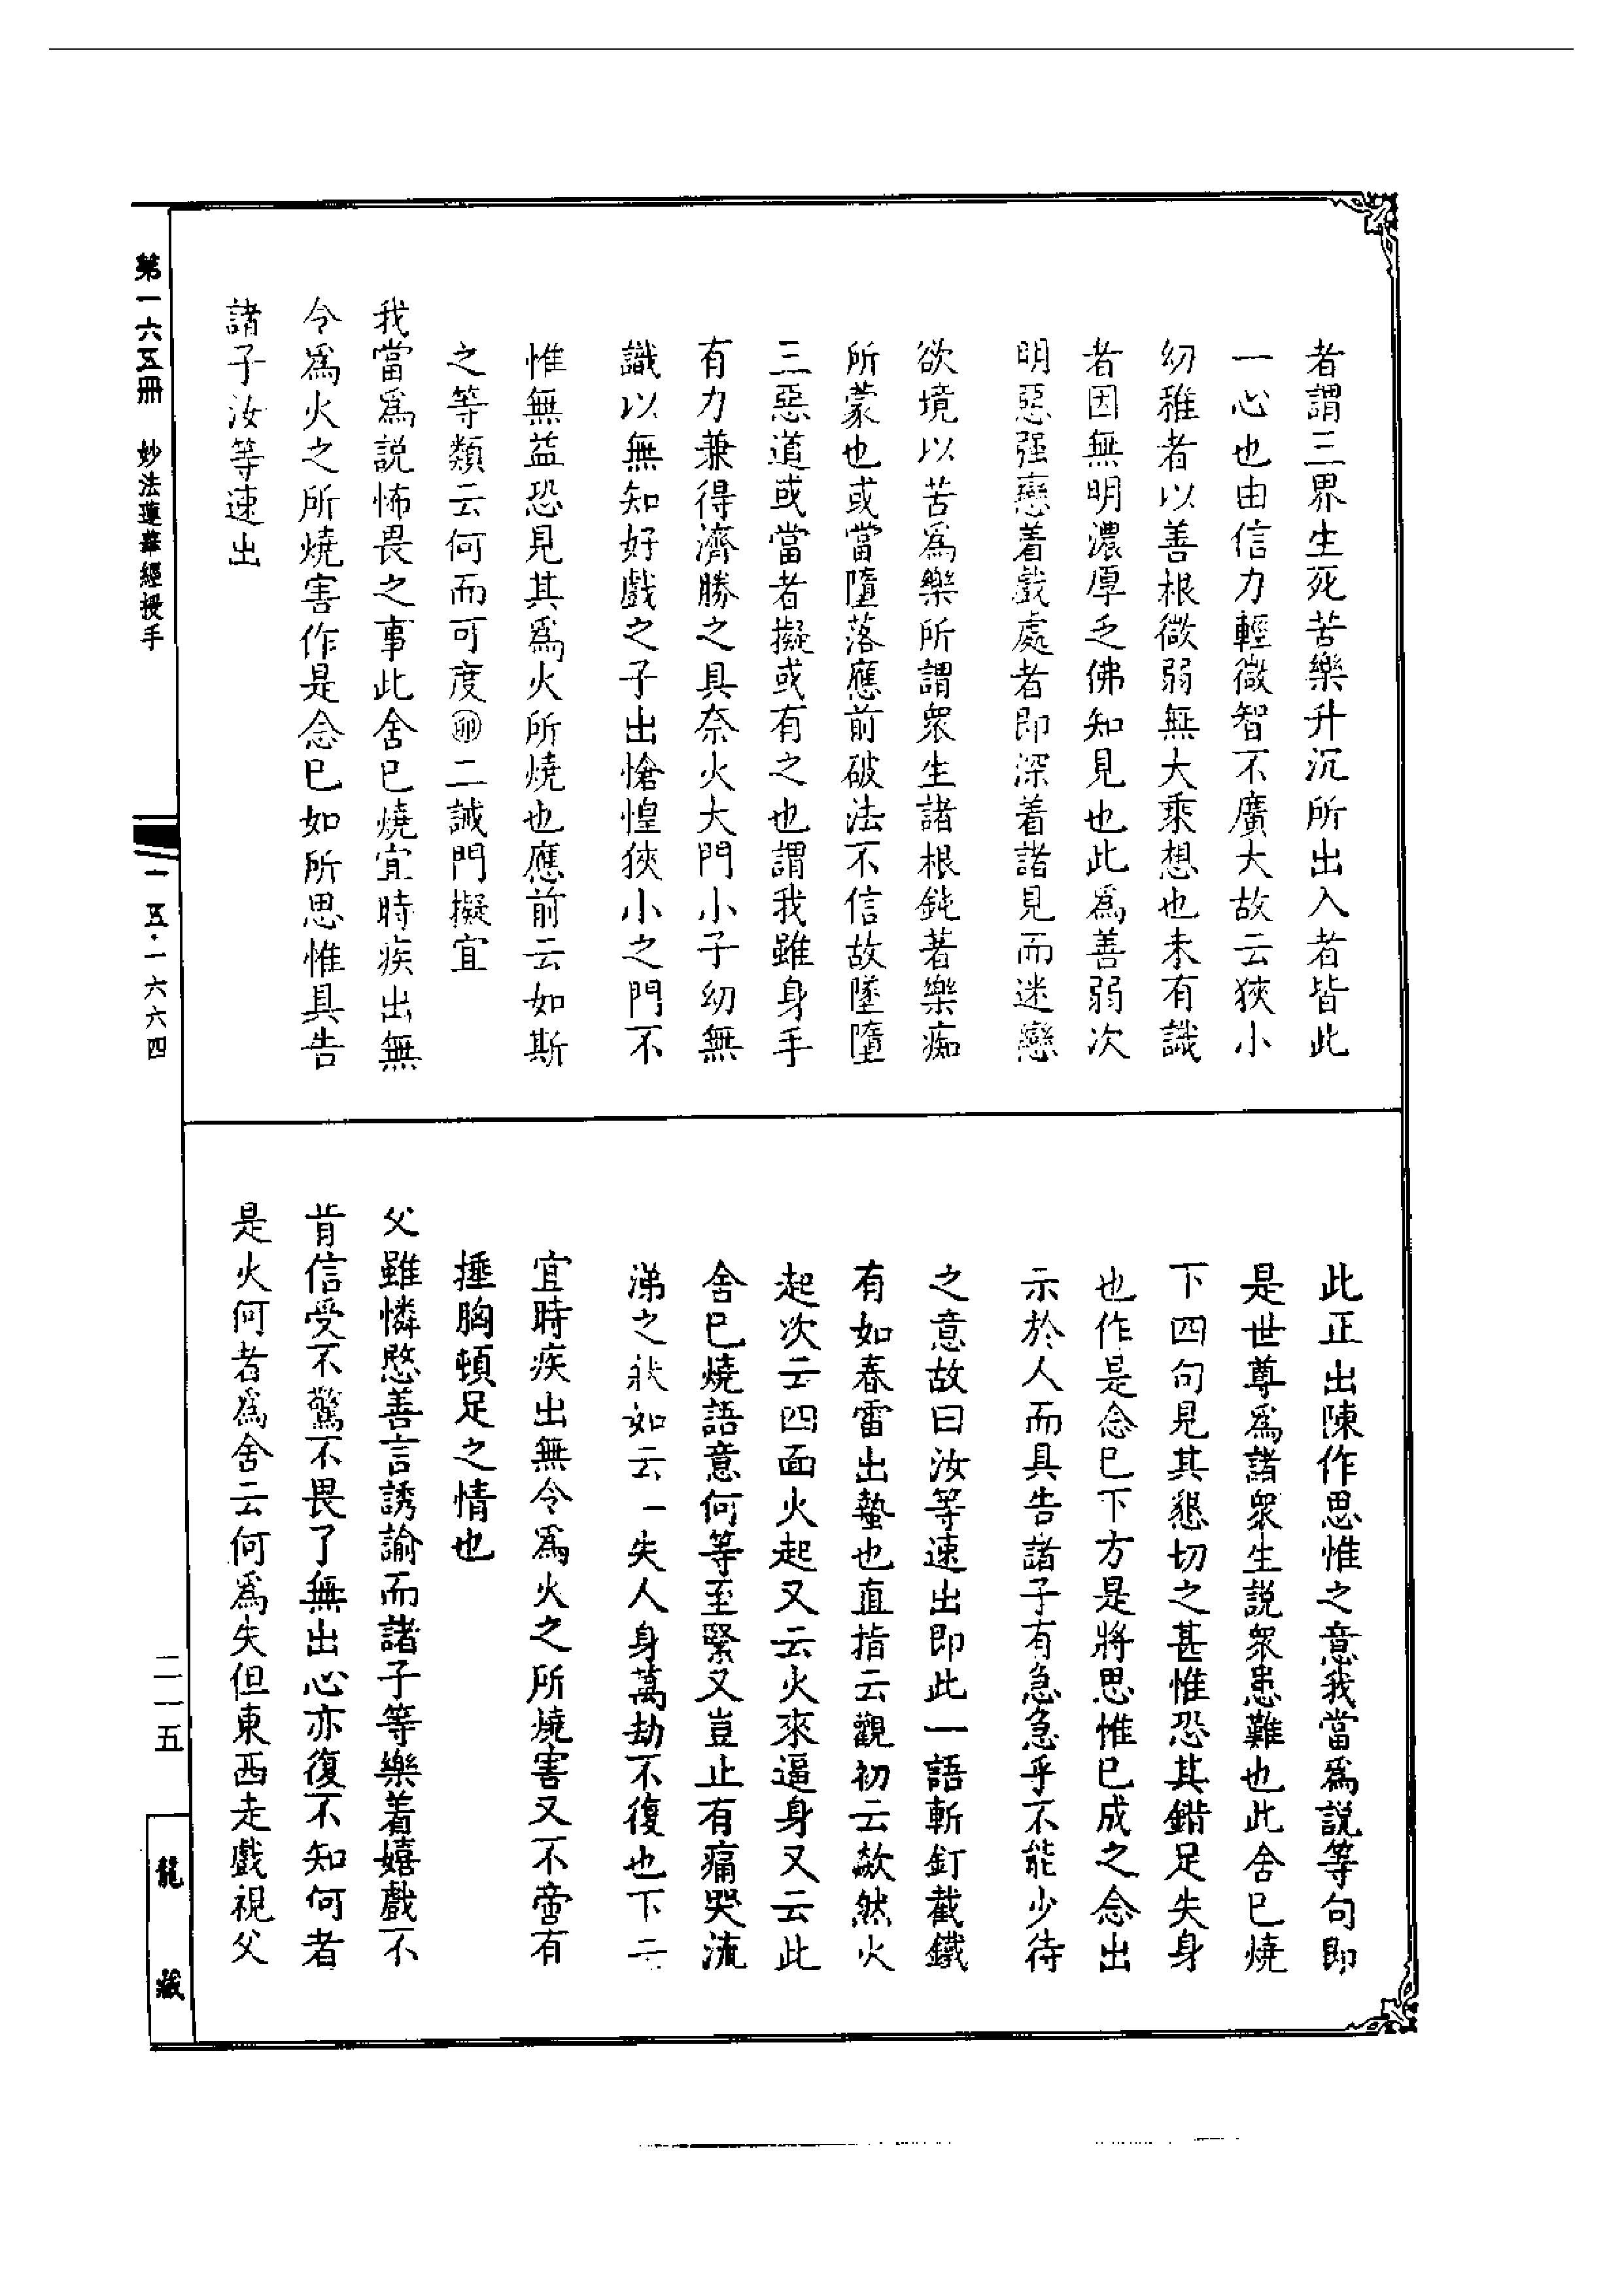 者謂三界生死苦樂升沉所出入者皆此
一心也由信力輕微智不廣大故云狹小
幼稚者以善根微弱無大乘想也未有識
者因無明濃厚乏佛知見也此爲善弱次
明惡强戀着戲處者即深着諸見而迷戀
欲境以苦爲樂所謂衆生諸根鈍著樂痴
所蒙也或當墮落應前破法不信故墜墮
三惡道或當者擬或有之也謂我雖身手
有力兼得濟勝之具奈火大門小子幼無
識以無知好戲之子出愴惶狹小之門不
惟無益恐見其爲火所燒也應前云如斯
之等類云何而可度㊞二誡門擬宜
我當爲說怖畏之事此舍已燒宜時疾出無
令爲火之所燒害作是念已如所思惟具告
諸子汝等速出
此正出陳作思惟之意我當爲說等句即
是世尊爲諸衆生説衆患難也此舍已燒
下四句見其懇切之甚惟恐其錯足失身
也作是念已下方是將思惟已成之念出
示於人而具告諸子有急急乎不能少待
之意故曰汝等速出即此一語斬釘截鐵
有如春雷出蟄也直指云觀初云歘然火
起次云四面火起又云火來逼身又云此
舍已燒語意何等至緊又豈止有痛哭流
涕之狀如云一失人身萬劫不復也下云
宜時疾出無令爲火之所燒害又不啻有
捶胸頓足之情也
父雖憐愍善言誘諭而諸子等樂着嬉戲不
肯信受不驚不畏了無出心亦復不知何者
是火何者爲舍云何爲失但東西走戲視父
第一六五冊 妙法蓮華經授手
一五·一六六四
二一五
龍藏